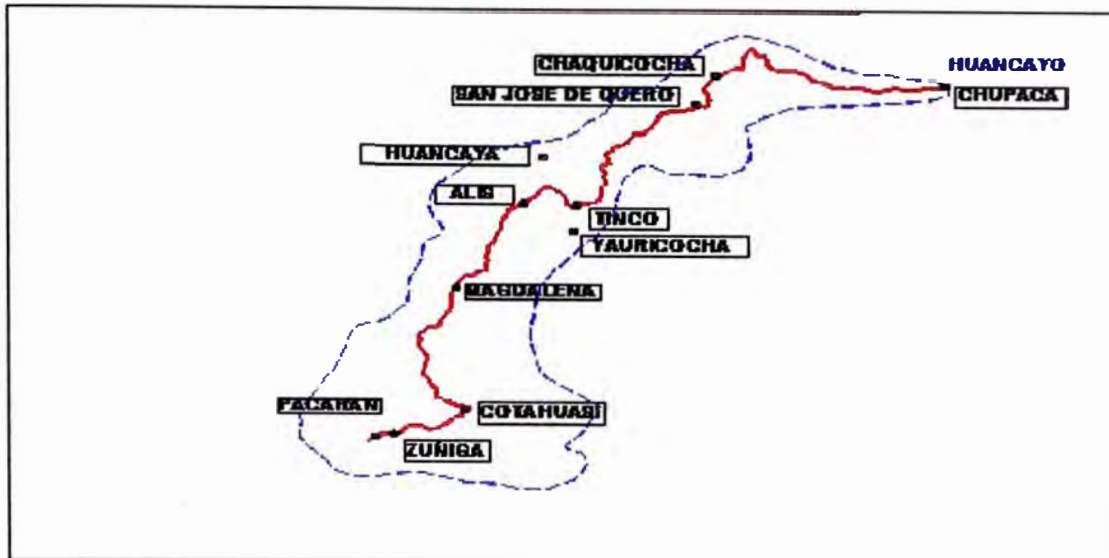 CHAQUICOCHA
HUANCAYO
SAN JOSE DE QUERO
CHUPACA
HUANCAYA
ALIS
TINCO
YAURICOCHA
MAGDALENA
PACARAN
COTAHUASI
ZUÑIGA